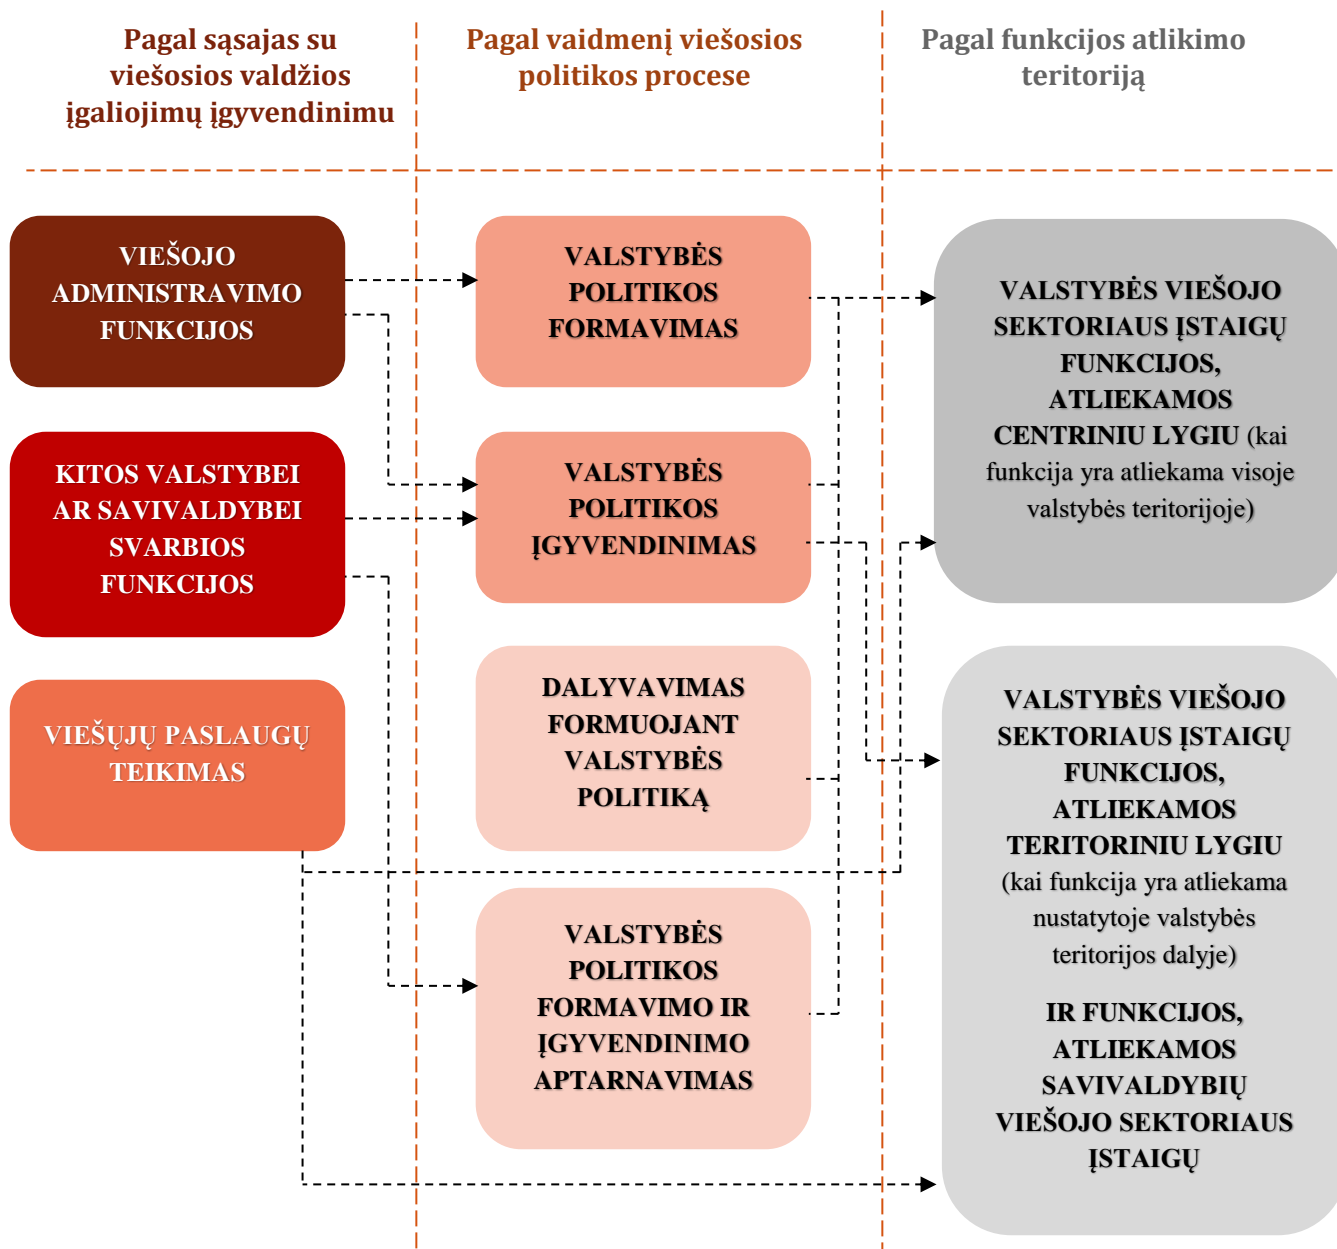 Pagal sąsajas su
viešosios valdžios
įgaliojimų įgyvendinimu
Pagal vaidmenį viešosios
politikos procese
Pagal funkcijos atlikimo
teritoriją
VIEŠOJO
ADMINISTRAVIMO
FUNKCIJOS
KITOS VALSTYBEI
AR SAVIVALDYBEI
SVARBIOS
FUNKCIJOS
VIEŠŲJŲ PASLAUGŲ
TEIKIMAS
VALSTYBĖS
POLITIKOS
FORMAVIMAS
VALSTYBĖS
POLITIKOS
ĮGYVENDINIMAS
DALYVAVIMAS
FORMUOJANT
VALSTYBĖS
POLITIKĄ
VALSTYBĖS
POLITIKOS
FORMAVIMO IR
ĮGYVENDINIMO
APTARNAVIMAS
VALSTYBĖS VIEŠOJO
SEKTORIAUS ĮSTAIGŲ
FUNKCIJOS,
ATLIEKAMOS
CENTRINIU LYGIU (kai
funkcija yra atliekama visoje
valstybės teritorijoje)
VALSTYBĖS VIEŠOJO
SEKTORIAUS ĮSTAIGŲ
FUNKCIJOS,
ATLIEKAMOS
TERITORINIU LYGIU
(kai funkcija yra atliekama
nustatytoje valstybės
teritorijos dalyje)
IR FUNKCIJOS,
ATLIEKAMOS
SAVIVALDYBIŲ
VIEŠOJO SEKTORIAUS
ĮSTAIGŲ